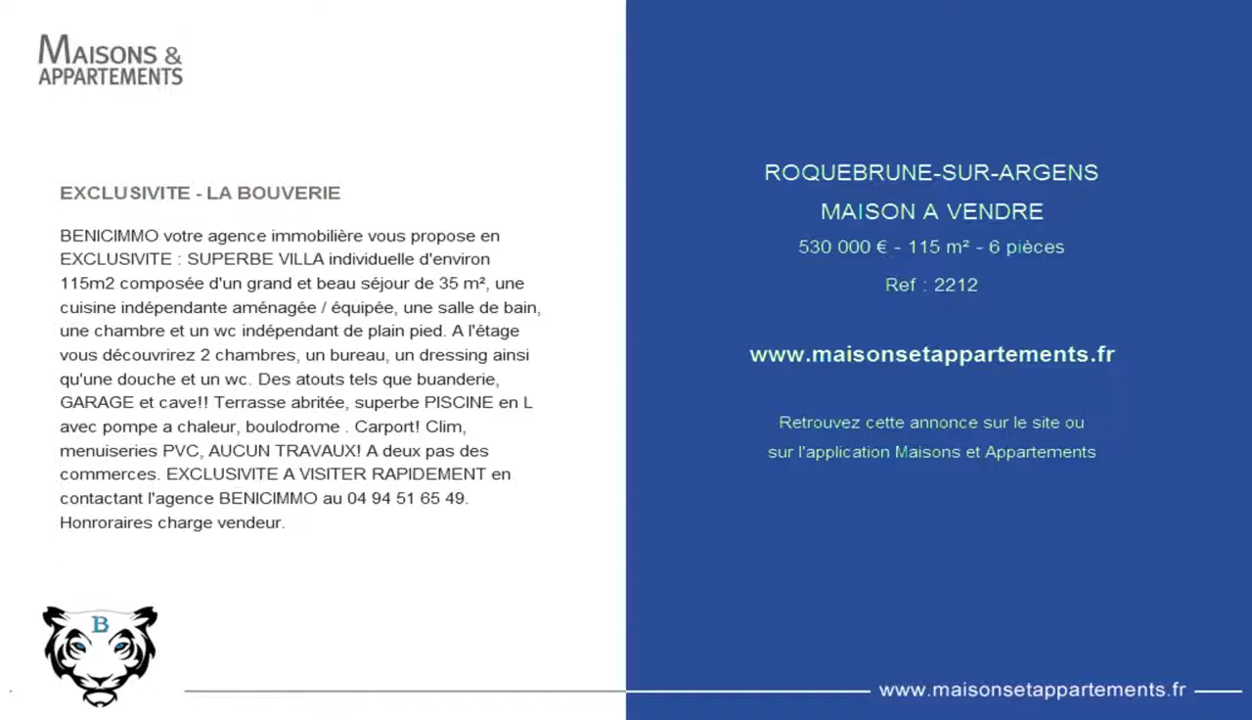 MAISONS &
APPARTEMENTS
EXCLUSIVITE - LA BOUVERIE
BENICIMMO votre agence immobilière vous propose en
EXCLUSIVITE : SUPERBE VILLA individuelle d'environ
115m2 composée d'un grand et beau séjour de 35 m², une
cuisine indépendante aménagée / équipée, une salle de bain,
une chambre et un wc indépendant de plain pied. A l'étage
vous découvrirez 2 chambres, un bureau, un dressing ainsi
qu'une douche et un wc. Des atouts tels que buanderie,
GARAGE et cave!! Terrasse abritée, superbe PISCINE en L
avec pompe a chaleur, boulodrome . Carport! Clim,
menuiseries PVC, AUCUN TRAVAUX! A deux pas des
commerces. EXCLUSIVITE A VISITER RAPIDEMENT en
contactant l'agence BENICIMMO au 04 94 51 65 49.
Honroraires charge vendeur.
B
ROQUEBRUNE-SUR-ARGENS
MAISON A VENDRE
530 000 € - 115 m² - 6 pièces
Ref : 2212
www.maisonsetappartements.fr
Retrouvez cette annonce sur le site ou
sur l'application Maisons et Appartements
www.maisonsetappartements.fr